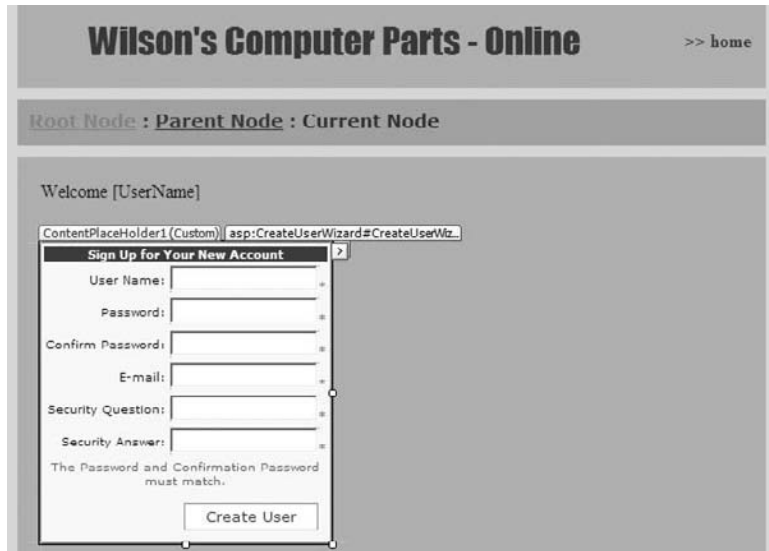 Wilson's Computer Parts - Online
>> home
Root Node : Parent Node : Current Node
Welcome [UserName]
ContentPlaceHolder1 (Custom) asp:CreateUserWizard#CreateUserWiz...
Sign Up for Your New Account
>
User Name: *
Password: *
Confirm Password: *
E-mail: *
Security Question: *
Security Answer: *
The Password and Confirmation Password
must match.
Create User